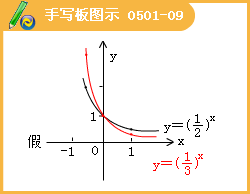 手写板图示 0501-09
y
1
y=(1/2)^x
假
-1 0 1 x
y=(1/3)^x